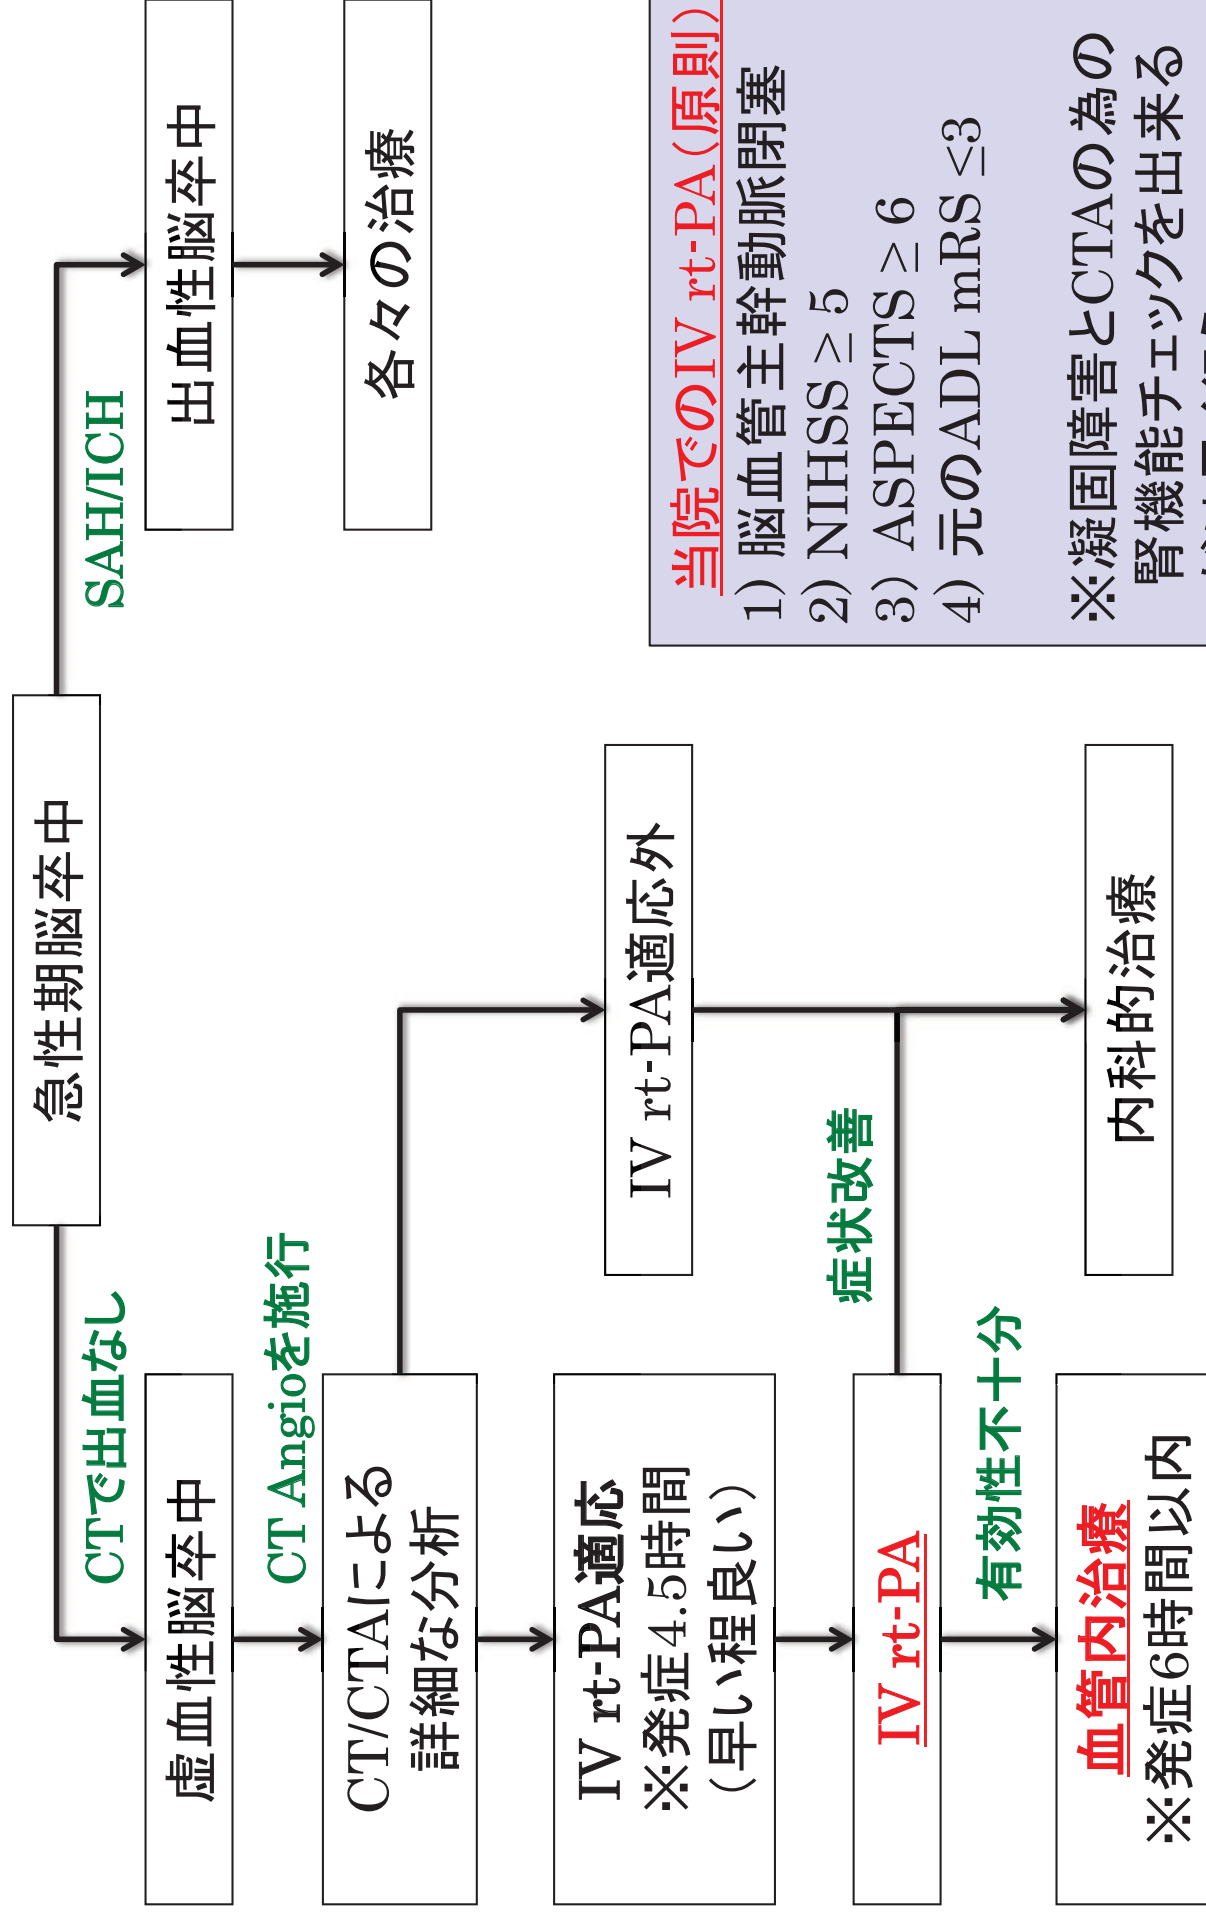 急性期脳卒中
CTで出血なし
SAH/ICH
虚血性脳卒中
出血性脳卒中
CT Angioを施行
CT/CTAによる
詳細な分析
各々の治療
IV rt-PA適応
※発症4.5時間
（早い程良い）
IV rt-PA適応外
IV rt-PA
症状改善
有効性不十分
血管内治療
※発症6時間以内
内科的治療
当院でのIV rt-PA（原則）
1）脳血管主幹動脈閉塞
2）NIHSS ≥ 5
3）ASPECTS ≥ 6
4）元のADL mRS ≤3
※凝固障害とCTAの為の
腎機能チェックを出来る